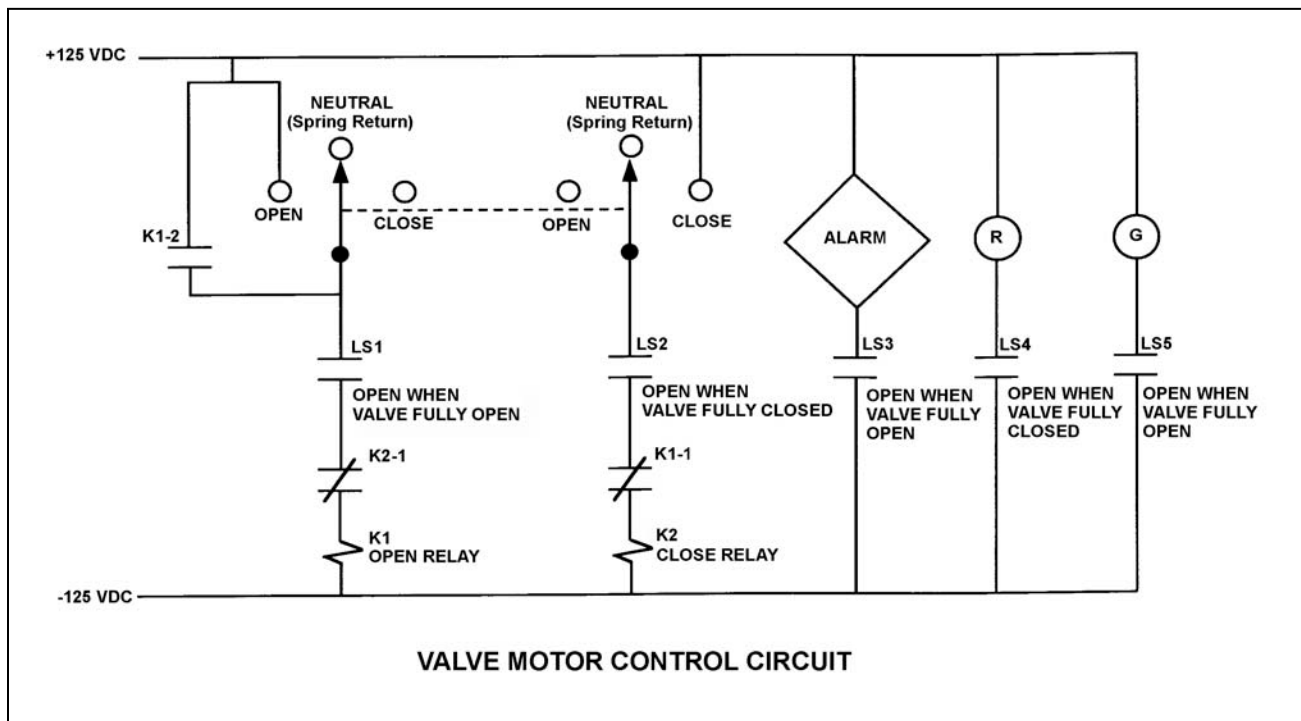 +125 VDC
NEUTRAL
(Spring Return)
NEUTRAL
(Spring Return)
OPEN
CLOSE
OPEN
CLOSE
K1-2
ALARM
R
G
LS1
OPEN WHEN
VALVE FULLY OPEN
LS2
OPEN WHEN
VALVE FULLY CLOSED
LS3
OPEN WHEN
VALVE FULLY
OPEN
LS4
OPEN WHEN
VALVE FULLY
CLOSED
LS5
OPEN WHEN
VALVE FULLY
OPEN
K2-1
K1-1
K1
OPEN RELAY
K2
CLOSE RELAY
-125 VDC
VALVE MOTOR CONTROL CIRCUIT